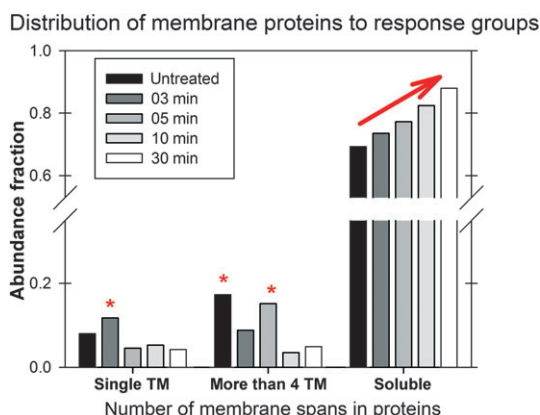 Distribution of membrane proteins to response groups
1.0
Untreated
03 min
05 min
10 min
30 min
0.8
0.6
Abundance fraction
0.2
0.0
* * *
Single TM More than 4 TM Soluble
Number of membrane spans in proteins